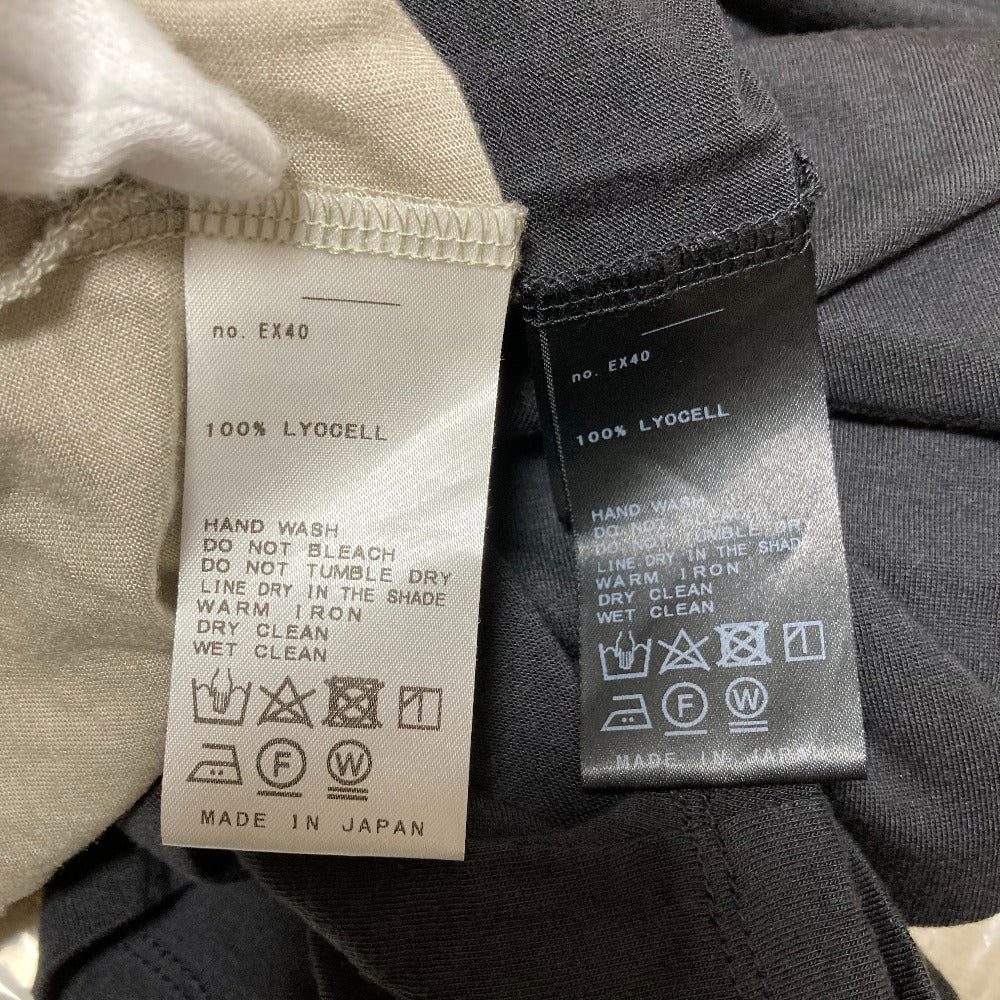 no. EX40
100% LYOCELL
HAND WASH
DO NOT BLEACH
DO NOT TUMBLE DRY
LINE DRY IN THE SHADE
WARM IRON
DRY CLEAN
WET CLEAN
F
W
MADE IN JAPAN
no. EX40
100% LYOCELL
HAND WASH
DO NOT BLEACH
DO NOT TUMBLE DRY
LINE DRY IN THE SHADE
WARM IRON
DRY CLEAN
WET CLEAN
F
W
MADE IN JAPAN